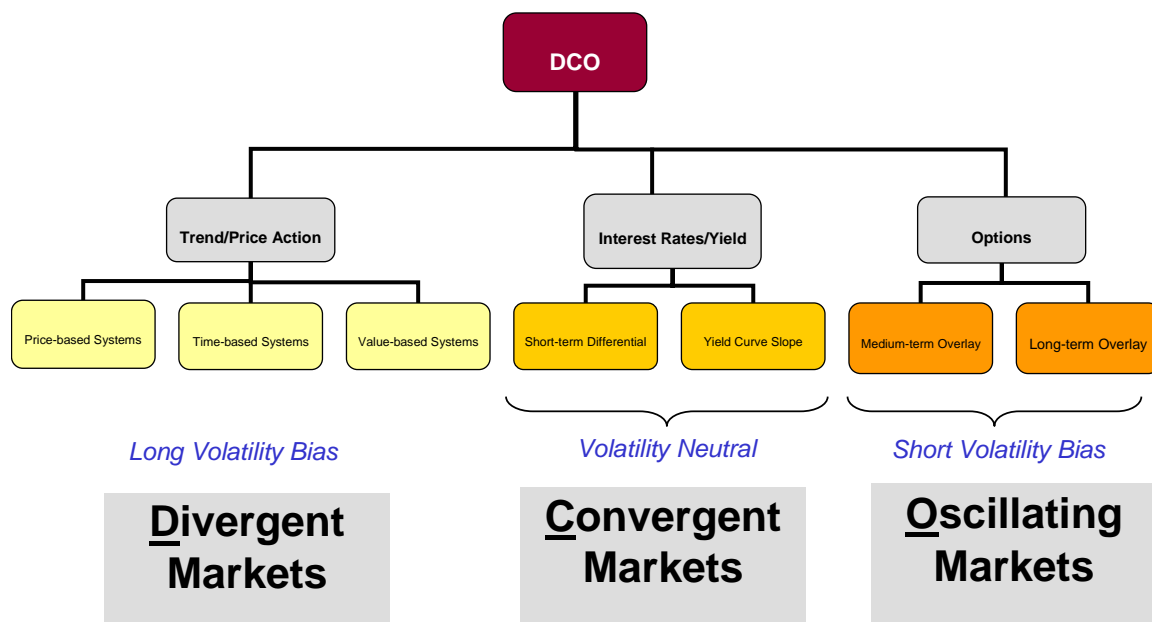 DCO
Trend/Price Action
Interest Rates/Yield
Options
Price-based Systems
Time-based Systems
Value-based Systems
Short-term Differential
Yield Curve Slope
Medium-term Overlay
Long-term Overlay
Long Volatility Bias
Volatility Neutral
Short Volatility Bias
Divergent
Markets
Convergent
Markets
Oscillating
Markets